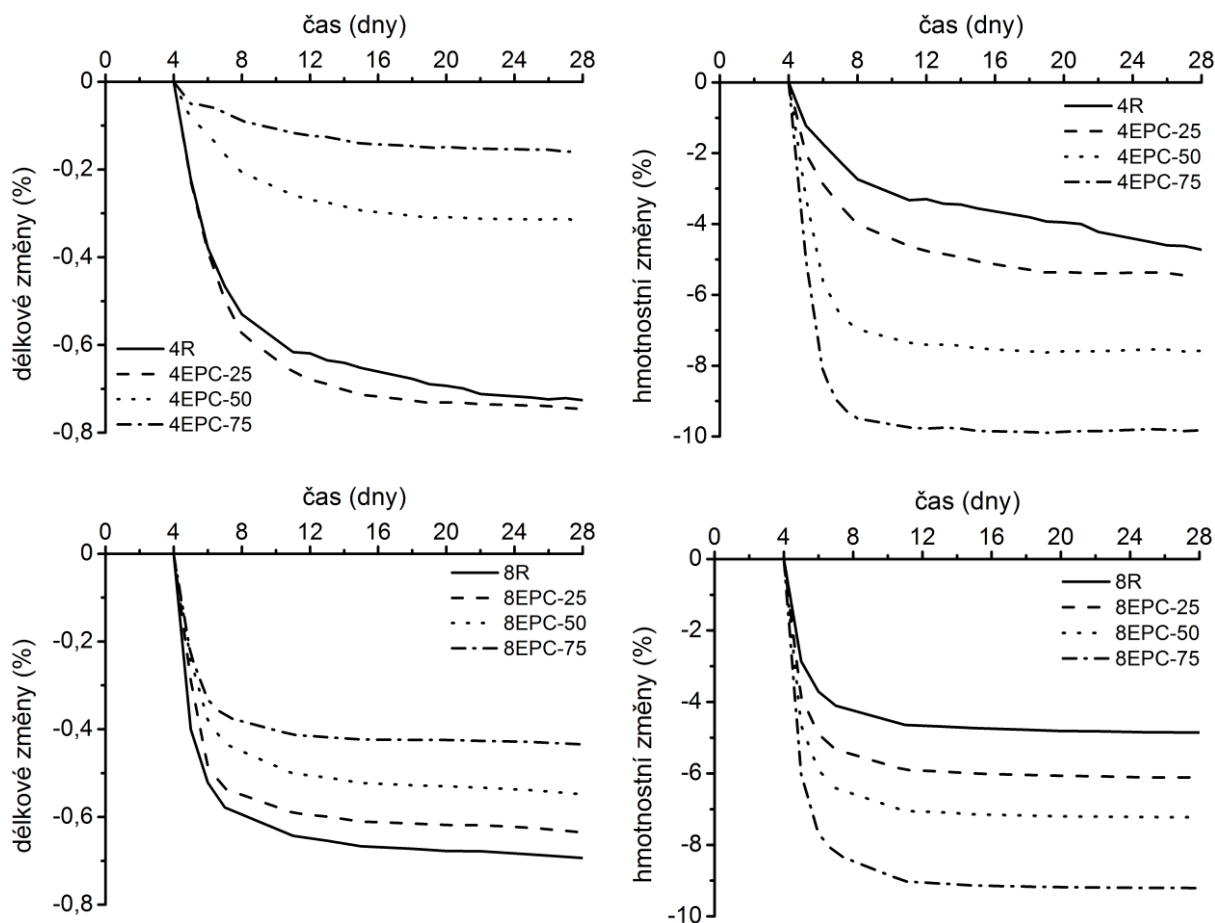 čas (dny)
0 4 8 12 16 20 24 28
0
-0,2
-0,4
-0,6
-0,8
délkové změny (%)
4R
4EPC-25
4EPC-50
4EPC-75
čas (dny)
0 4 8 12 16 20 24 28
0
-2
-4
-6
-8
-10
hmotnostní změny (%)
4R
4EPC-25
4EPC-50
4EPC-75
čas (dny)
0 4 8 12 16 20 24 28
0
-0,2
-0,4
-0,6
-0,8
délkové změny (%)
8R
8EPC-25
8EPC-50
8EPC-75
čas (dny)
0 4 8 12 16 20 24 28
0
-2
-4
-6
-8
-10
hmotnostní změny (%)
8R
8EPC-25
8EPC-50
8EPC-75